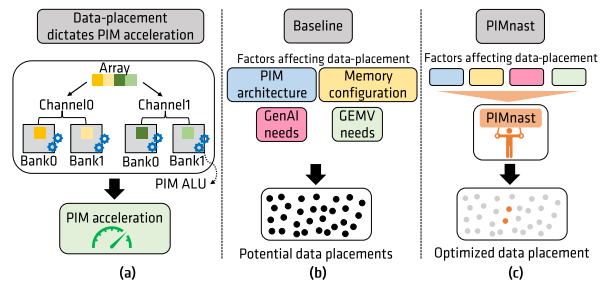 Data-placement
dictates PIM acceleration
Array
Channel0
Channel1
Bank0
Bank1
Bank0
Bank1
PIM ALU
PIM acceleration
(a)
Baseline
Factors affecting data-placement
PIM
architecture
Memory
configuration
GenAI
needs
GEMV
needs
Potential data placements
(b)
PIMnast
Factors affecting data-placement
PIMnast
Optimized data placement
(c)